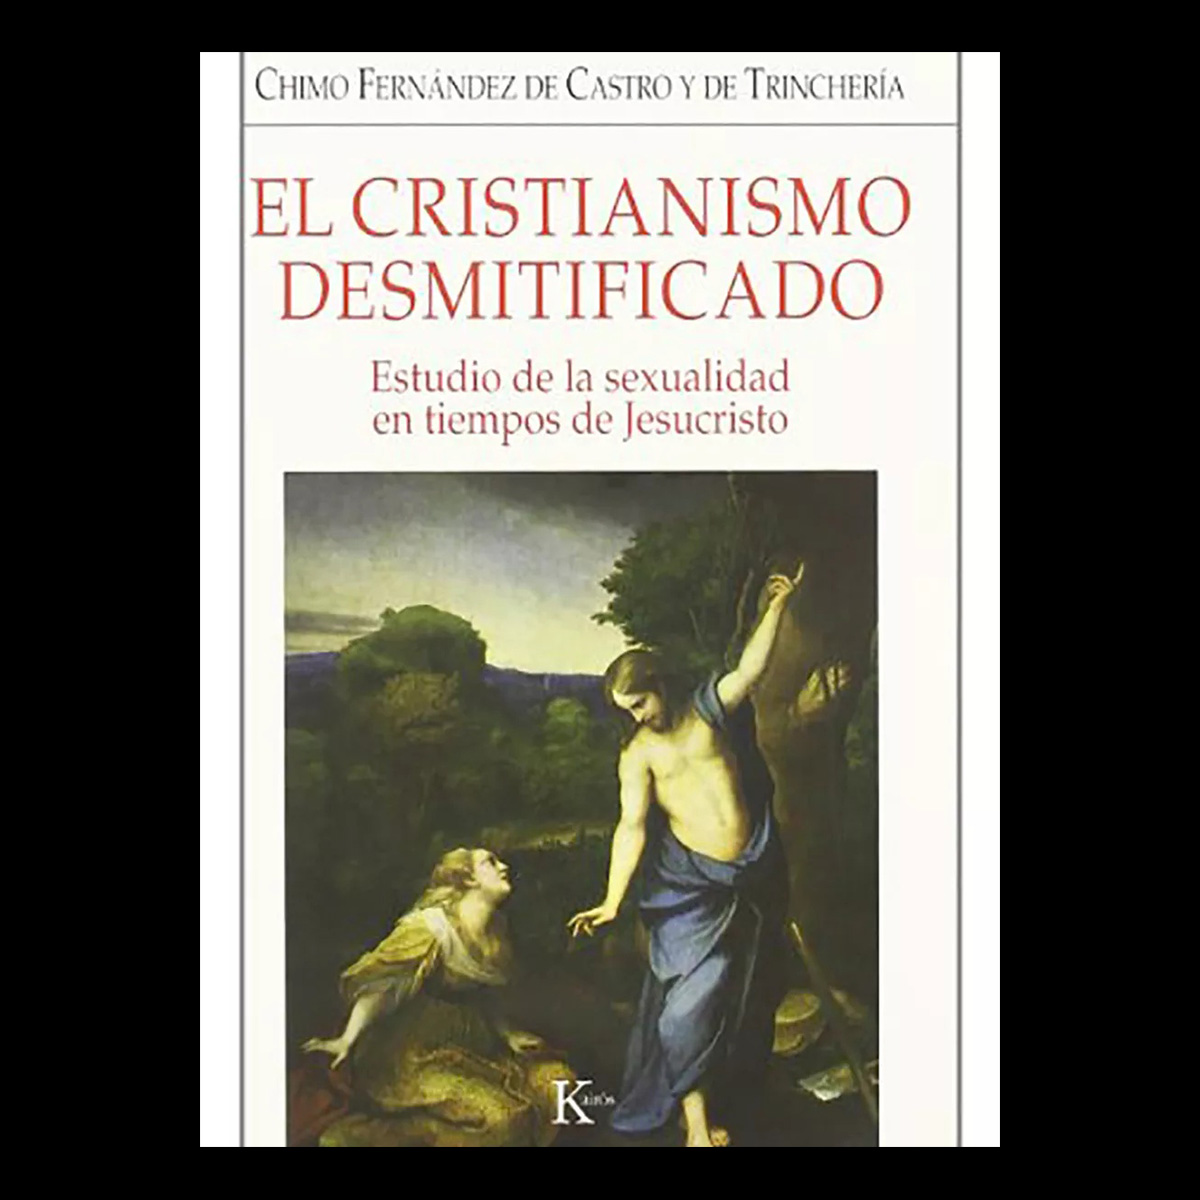 CHIMO FERNÁNDEZ DE CASTRO Y DE TRINCHERÍA
EL CRISTIANISMO
DESMITIFICADO
Estudio de la sexualidad
en tiempos de Jesucristo
Kairós